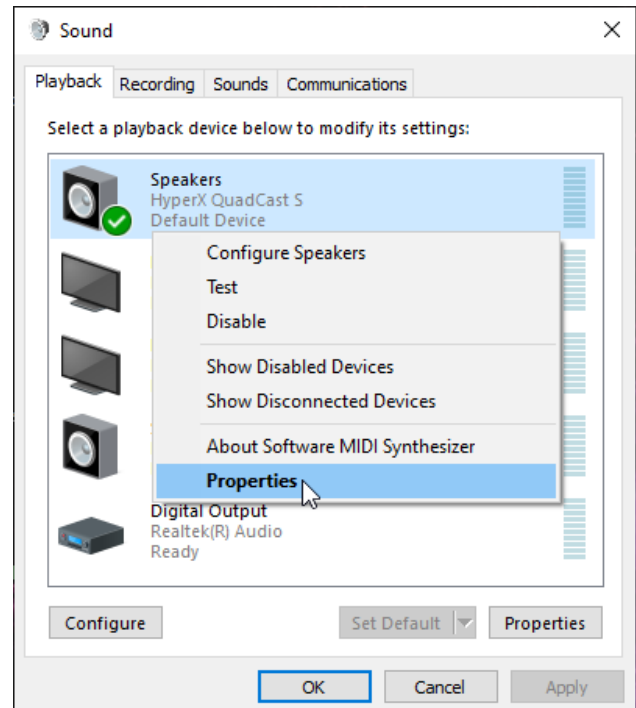 Sound
Playback Recording Sounds Communications
Select a playback device below to modify its settings:
Speakers
HyperX QuadCast S
Default Device
Configure Speakers
Test
Disable
Show Disabled Devices
Show Disconnected Devices
About Software MIDI Synthesizer
Properties
Digital Output
Realtek(R) Audio
Ready
Configure Set Default Properties
OK Cancel Apply